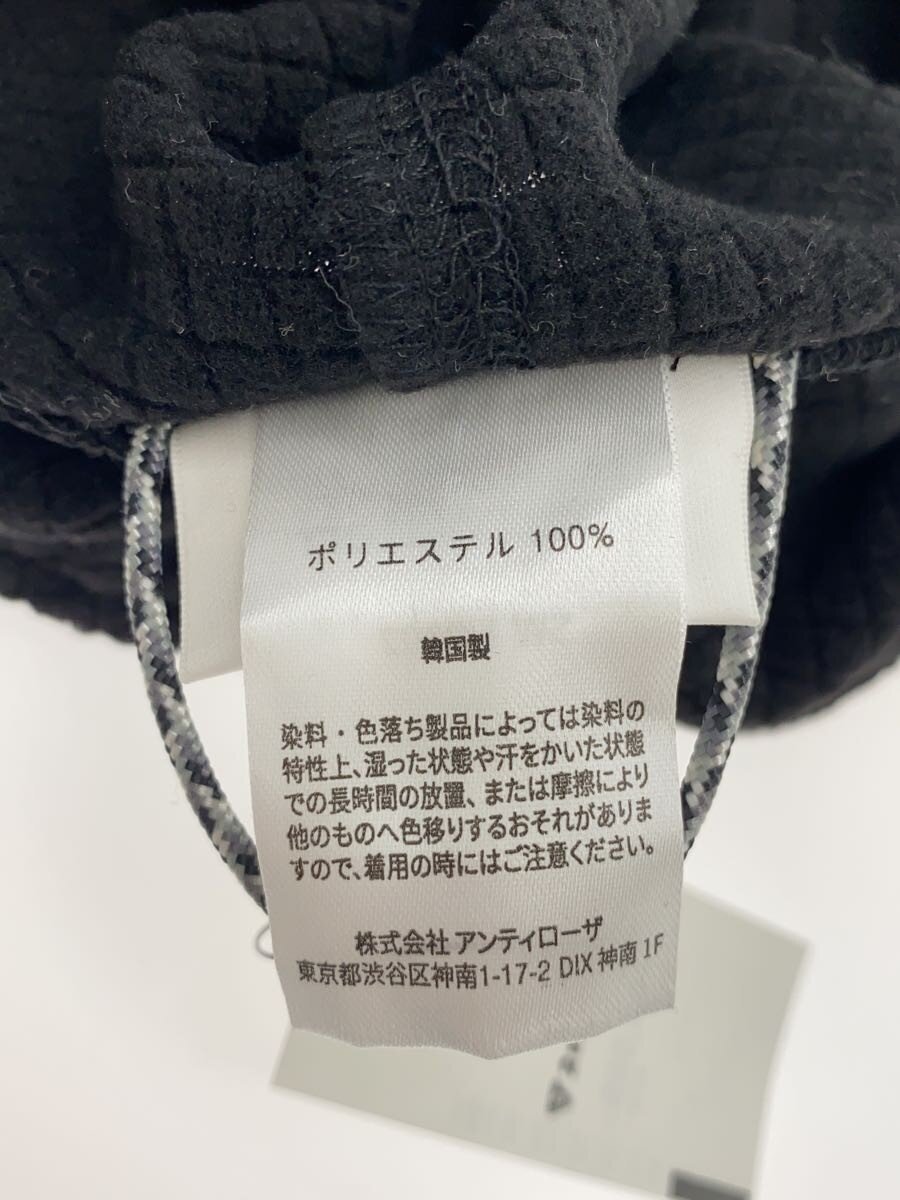 ポリエステル 100%
韓国製
染料・色落ち製品によっては染料の
特性上、湿った状態や汗をかいた状態
での長時間の放置、または摩擦により
他のものへ色移りするおそれがありま
すので、着用の時にはご注意ください。
株式会社 アンティローザ
東京都渋谷区神南1-17-2 DIX 神南 1F